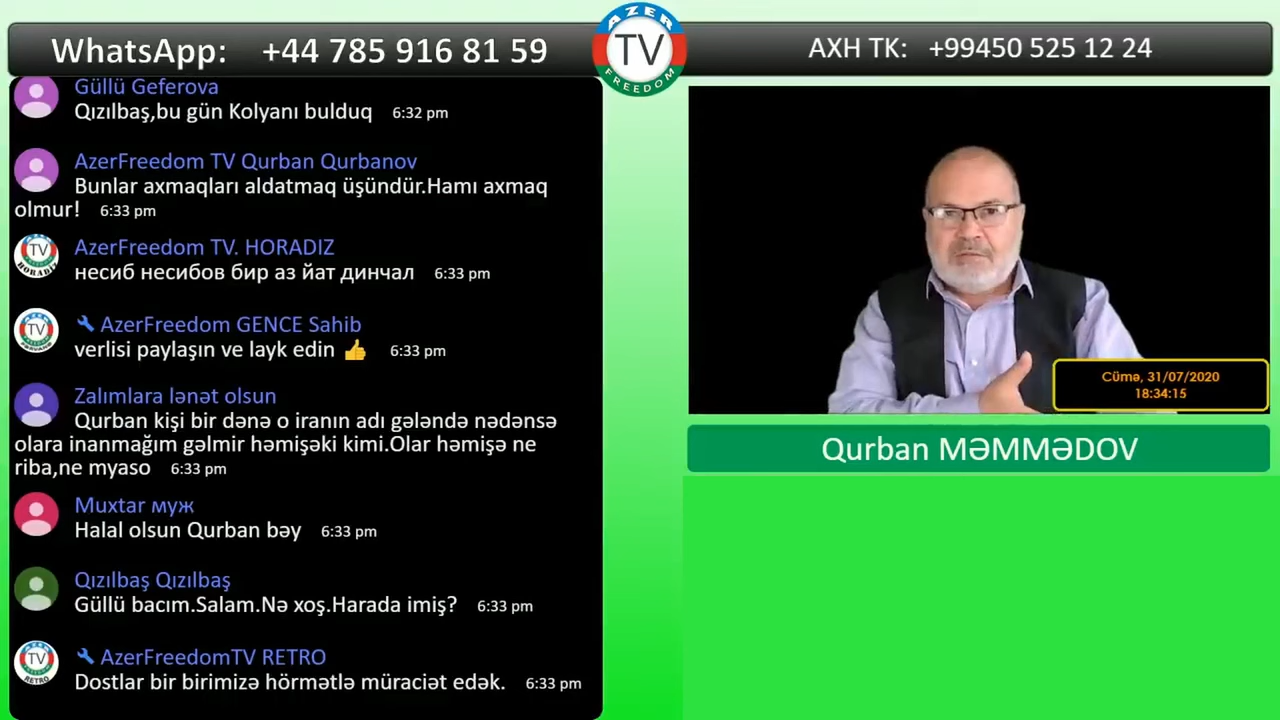 WhatsApp: +44 785 916 81 59
AZER
TV
FREEDOM
AXH TK: +99450 525 12 24
Güllü Geferova
Qızılbaş,bu gün Kolyanı bulduq 6:32 pm
AzerFreedom TV Qurban Qurbanov
Bunlar axmaqları aldatmaq üşündür.Hamı axmaq
olmur! 6:33 pm
AzerFreedom TV. HORADIZ
несиб несибов бир аз йат динчал 6:33 pm
AzerFreedom GENCE Sahib
verlisi paylaşın ve layk edin 👍 6:33 pm
Zalımlara lənət olsun
Qurban kişi bir dənə o iranın adı gələndə nədənsə
olara inanmağım gəlmir həmişəki kimi.Olar həmişə ne
riba,ne myaso 6:33 pm
Muxtar муж
Halal olsun Qurban bəy 6:33 pm
Qızılbaş Qızılbaş
Güllü bacım.Salam.Nə xoş.Harada imiş? 6:33 pm
AzerFreedomTV RETRO
Dostlar bir birimizə hörmətlə müraciət edək. 6:33 pm
Cümə, 31/07/2020
18:34:15
Qurban MƏMMƏDOV